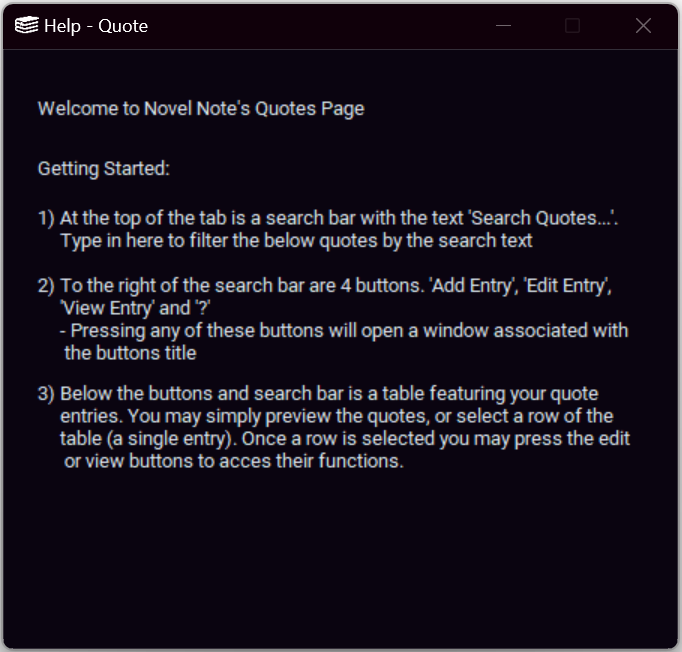 Help - Quote
Welcome to Novel Note's Quotes Page
Getting Started:
1) At the top of the tab is a search bar with the text 'Search Quotes...'.
Type in here to filter the below quotes by the search text
2) To the right of the search bar are 4 buttons. 'Add Entry', 'Edit Entry',
'View Entry' and '?'
- Pressing any of these buttons will open a window associated with
the buttons title
3) Below the buttons and search bar is a table featuring your quote
entries. You may simply preview the quotes, or select a row of the
table (a single entry). Once a row is selected you may press the edit
or view buttons to acces their functions.